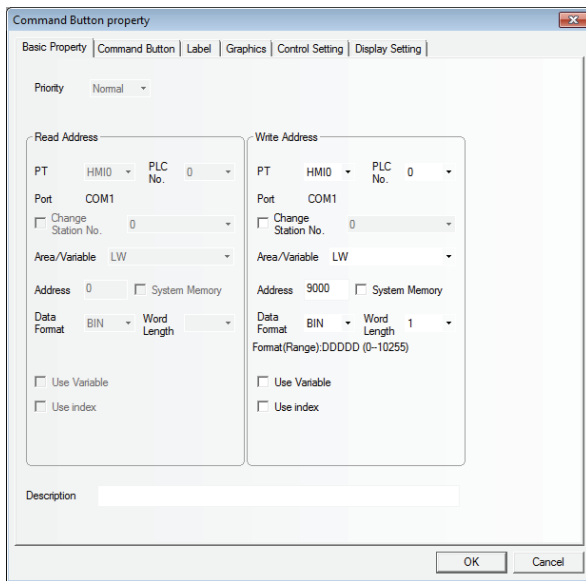 Command Button property
Basic Property Command Button Label Graphics Control Setting Display Setting
Priority Normal
Read Address
PT HMI0 PLC No. 0
Port COM1
Change Station No. 0
Area/Variable LW
Address 0 System Memory
Data Format BIN Word Length
Use Variable
Use index
Write Address
PT HMI0 PLC No. 0
Port COM1
Change Station No. 0
Area/Variable LW
Address 9000 System Memory
Data Format BIN Word Length 1
Format(Range):DDDDD (0--10255)
Use Variable
Use index
Description
OK Cancel